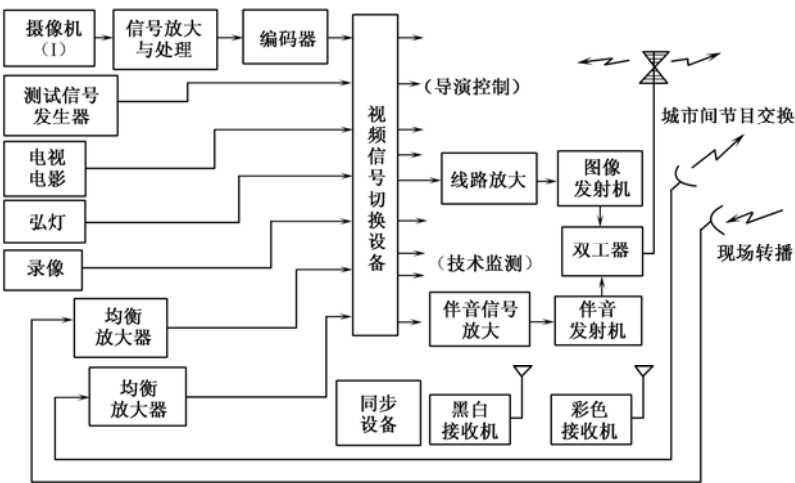 摄像机
（I）
信号放大
与处理
编码器
测试信号
发生器
电视
电影
弘灯
录像
均衡
放大器
均衡
放大器
视
频
信
号
切
换
设
备
（导演控制）
线路放大
图像
发射机
双工器
（技术监测）
伴音信号
放大
伴音
发射机
城市间节目交换
现场转播
同步
设备
黑白
接收机
彩色
接收机